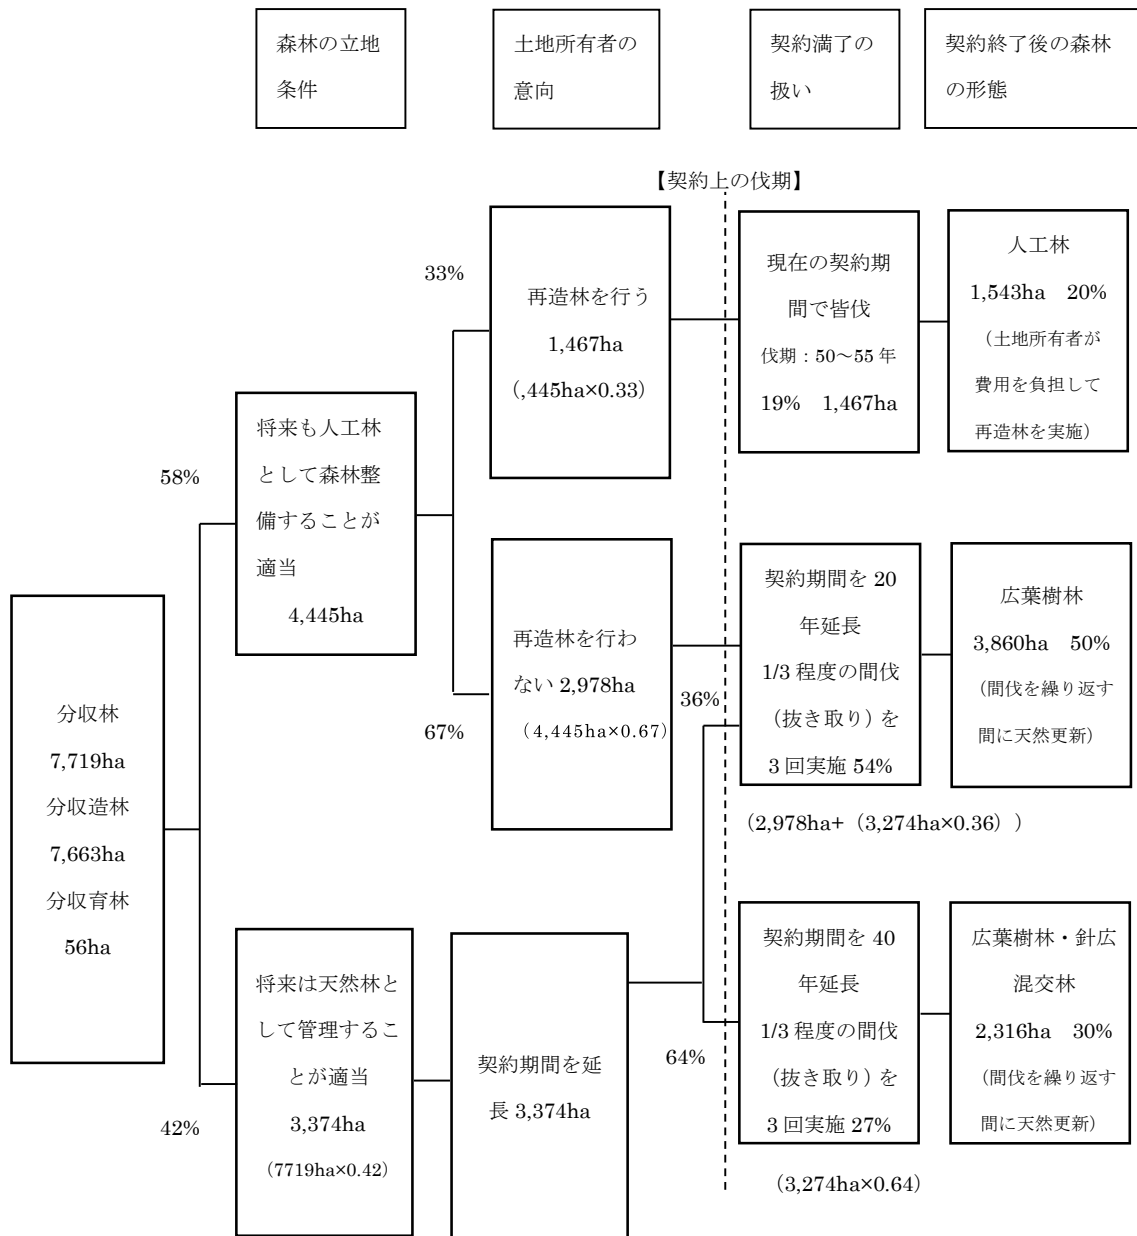 森林の立地
条件
土地所有者の
意向
契約満了の
扱い
契約終了後の森林
の形態
【契約上の伐期】
分収林
7,719ha
分収造林
7,663ha
分収育林
56ha
58%
将来も人工林
として森林整
備することが
適当
4,445ha
42%
将来は天然林と
して管理するこ
とが適当
3,374ha
(7719ha×0.42)
33%
再造林を行う
1,467ha
(,445ha×0.33)
67%
再造林を行わ
ない 2,978ha
(4,445ha×0.67)
契約期間を延
長 3,374ha
36%
64%
現在の契約期
間で皆伐
伐期：50～55 年
19% 1,467ha
契約期間を 20
年延長
1/3 程度の間伐
（抜き取り）を
3 回実施 54%
（2,978ha+（3,274ha×0.36））
契約期間を 40
年延長
1/3 程度の間伐
（抜き取り）を
3 回実施 27%
（3,274ha×0.64）
人工林
1,543ha 20%
（土地所有者が
費用を負担して
再造林を実施）
広葉樹林
3,860ha 50%
（間伐を繰り返す
間に天然更新）
広葉樹林・針広
混交林
2,316ha 30%
（間伐を繰り返す
間に天然更新）